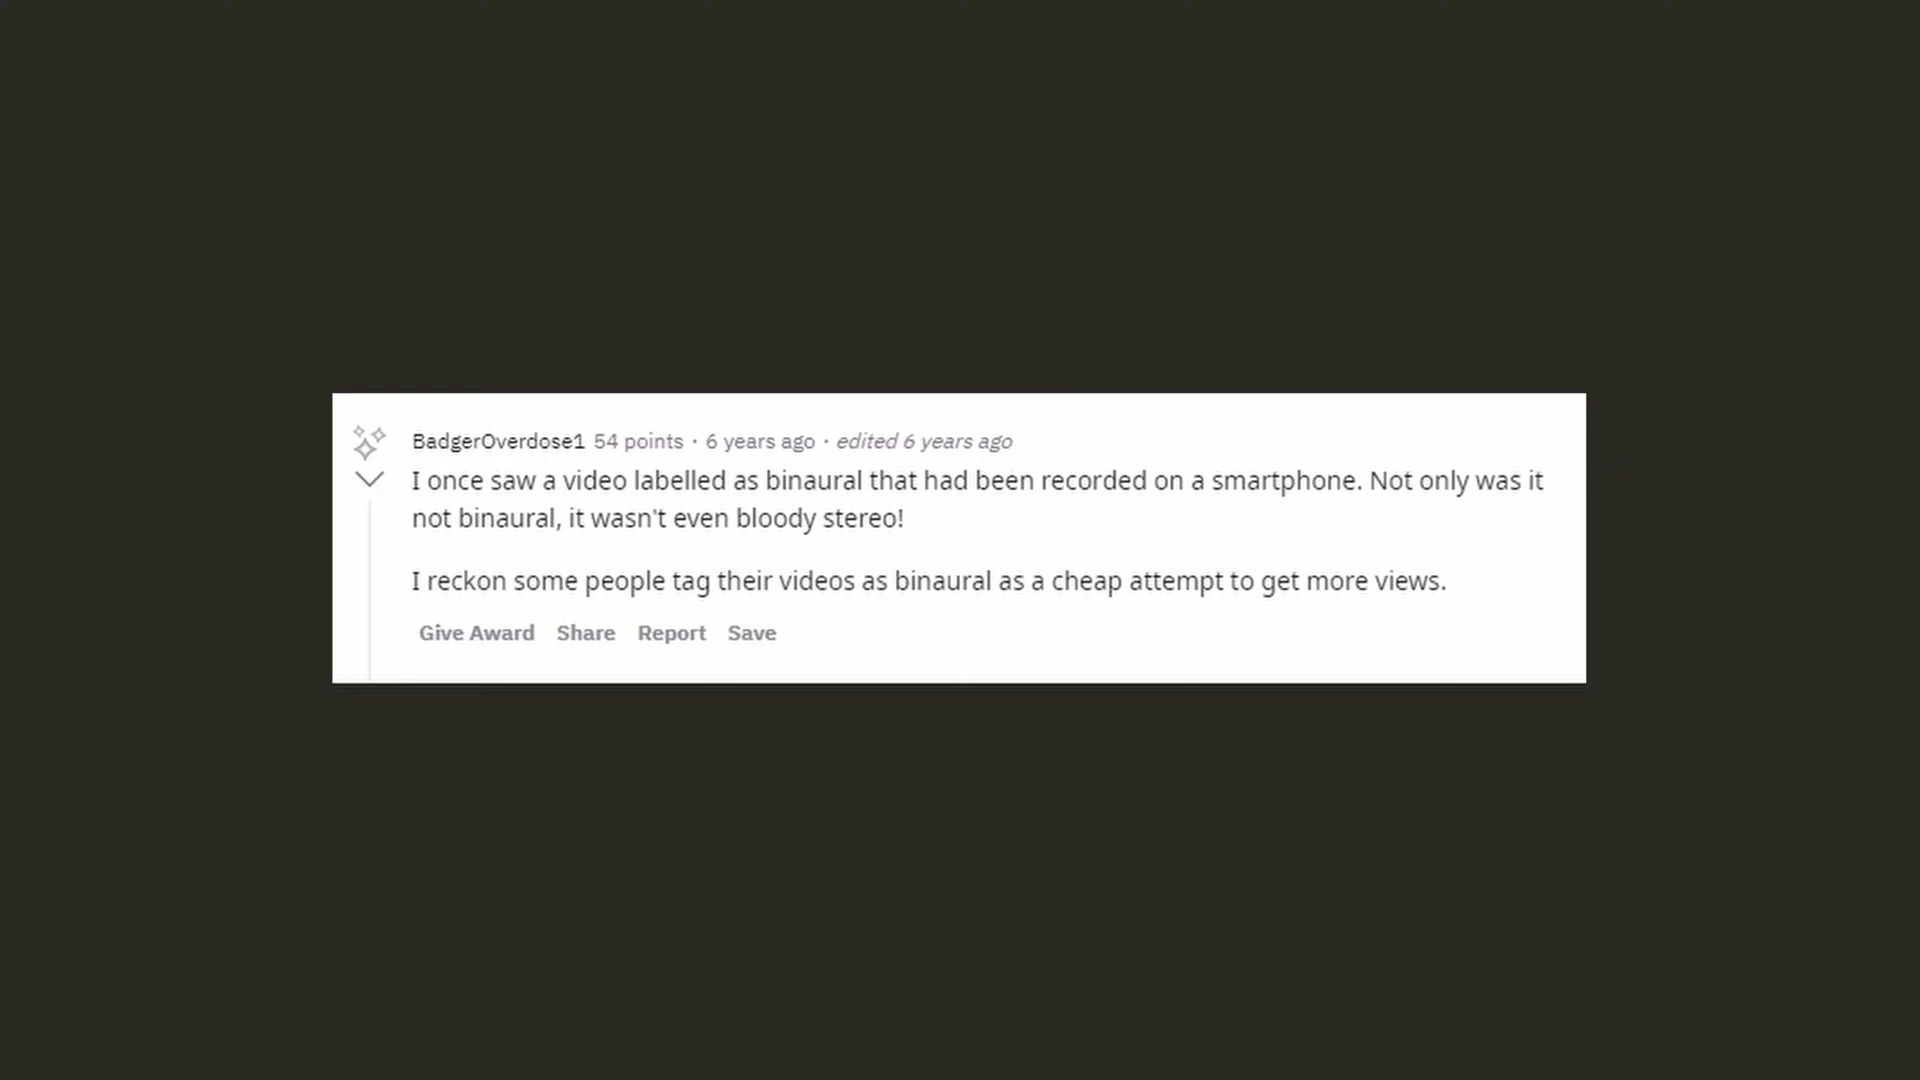 BadgerOverdose1 54 points · 6 years ago · edited 6 years ago
I once saw a video labelled as binaural that had been recorded on a smartphone. Not only was it
not binaural, it wasn't even bloody stereo!
I reckon some people tag their videos as binaural as a cheap attempt to get more views.
Give Award Share Report Save